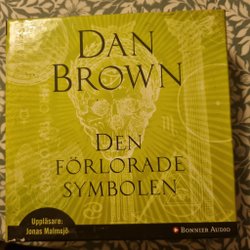 DAN
BROWN
DEN
FÖRLORADE
SYMBOLEN
Uppläsare:
Jonas Malmsjö
BONNIER AUDIO